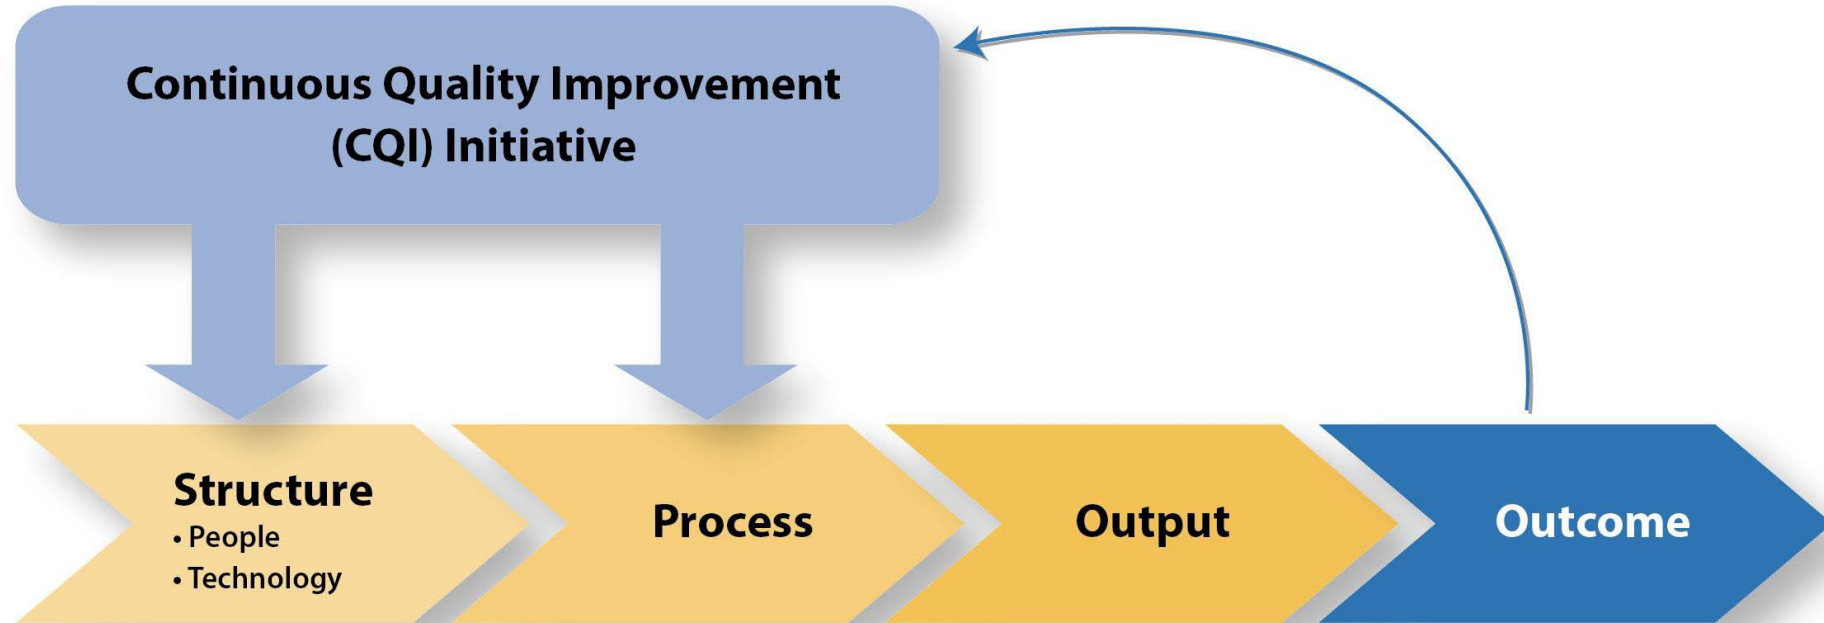 Continuous Quality Improvement
(CQI) Initiative
Structure
• People
• Technology
Process
Output
Outcome